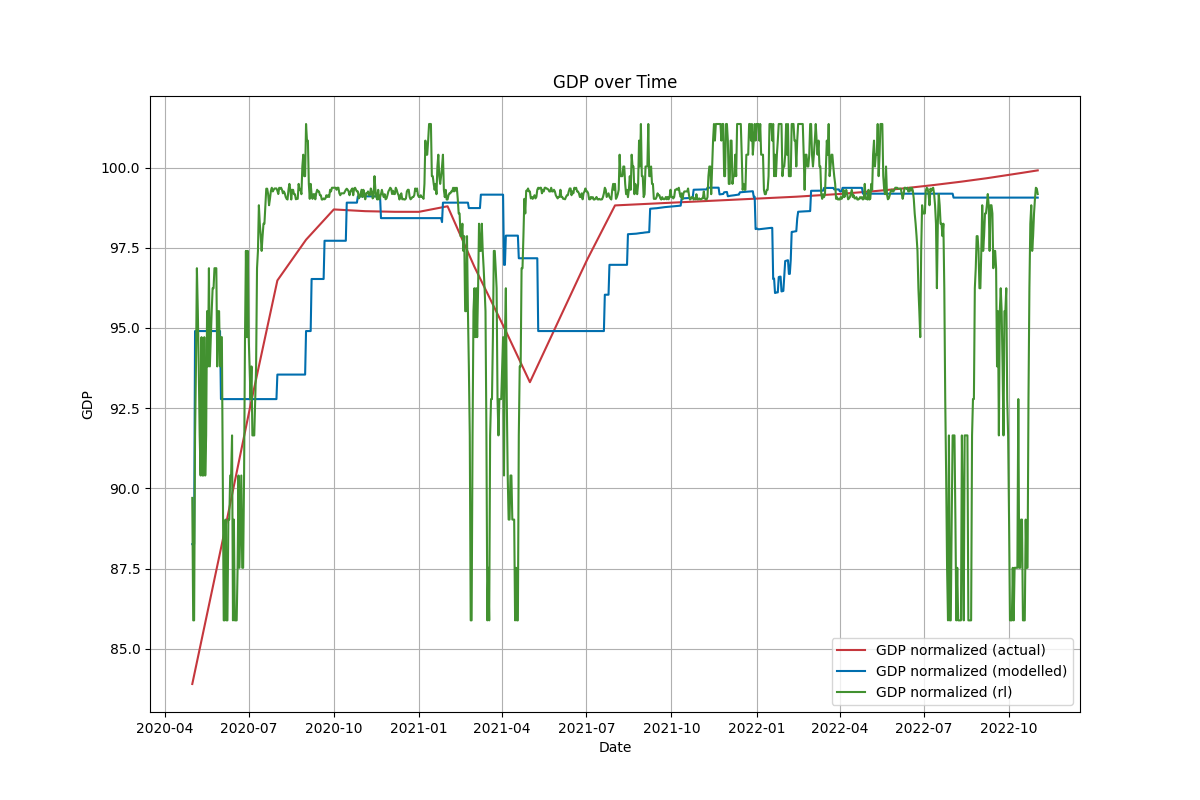 GDP over Time
GDP
100.0
97.5
95.0
92.5
90.0
87.5
85.0
GDP normalized (actual)
GDP normalized (modelled)
GDP normalized (rl)
2020-04 2020-07 2020-10 2021-01 2021-04 2021-07 2021-10 2022-01 2022-04 2022-07 2022-10
Date